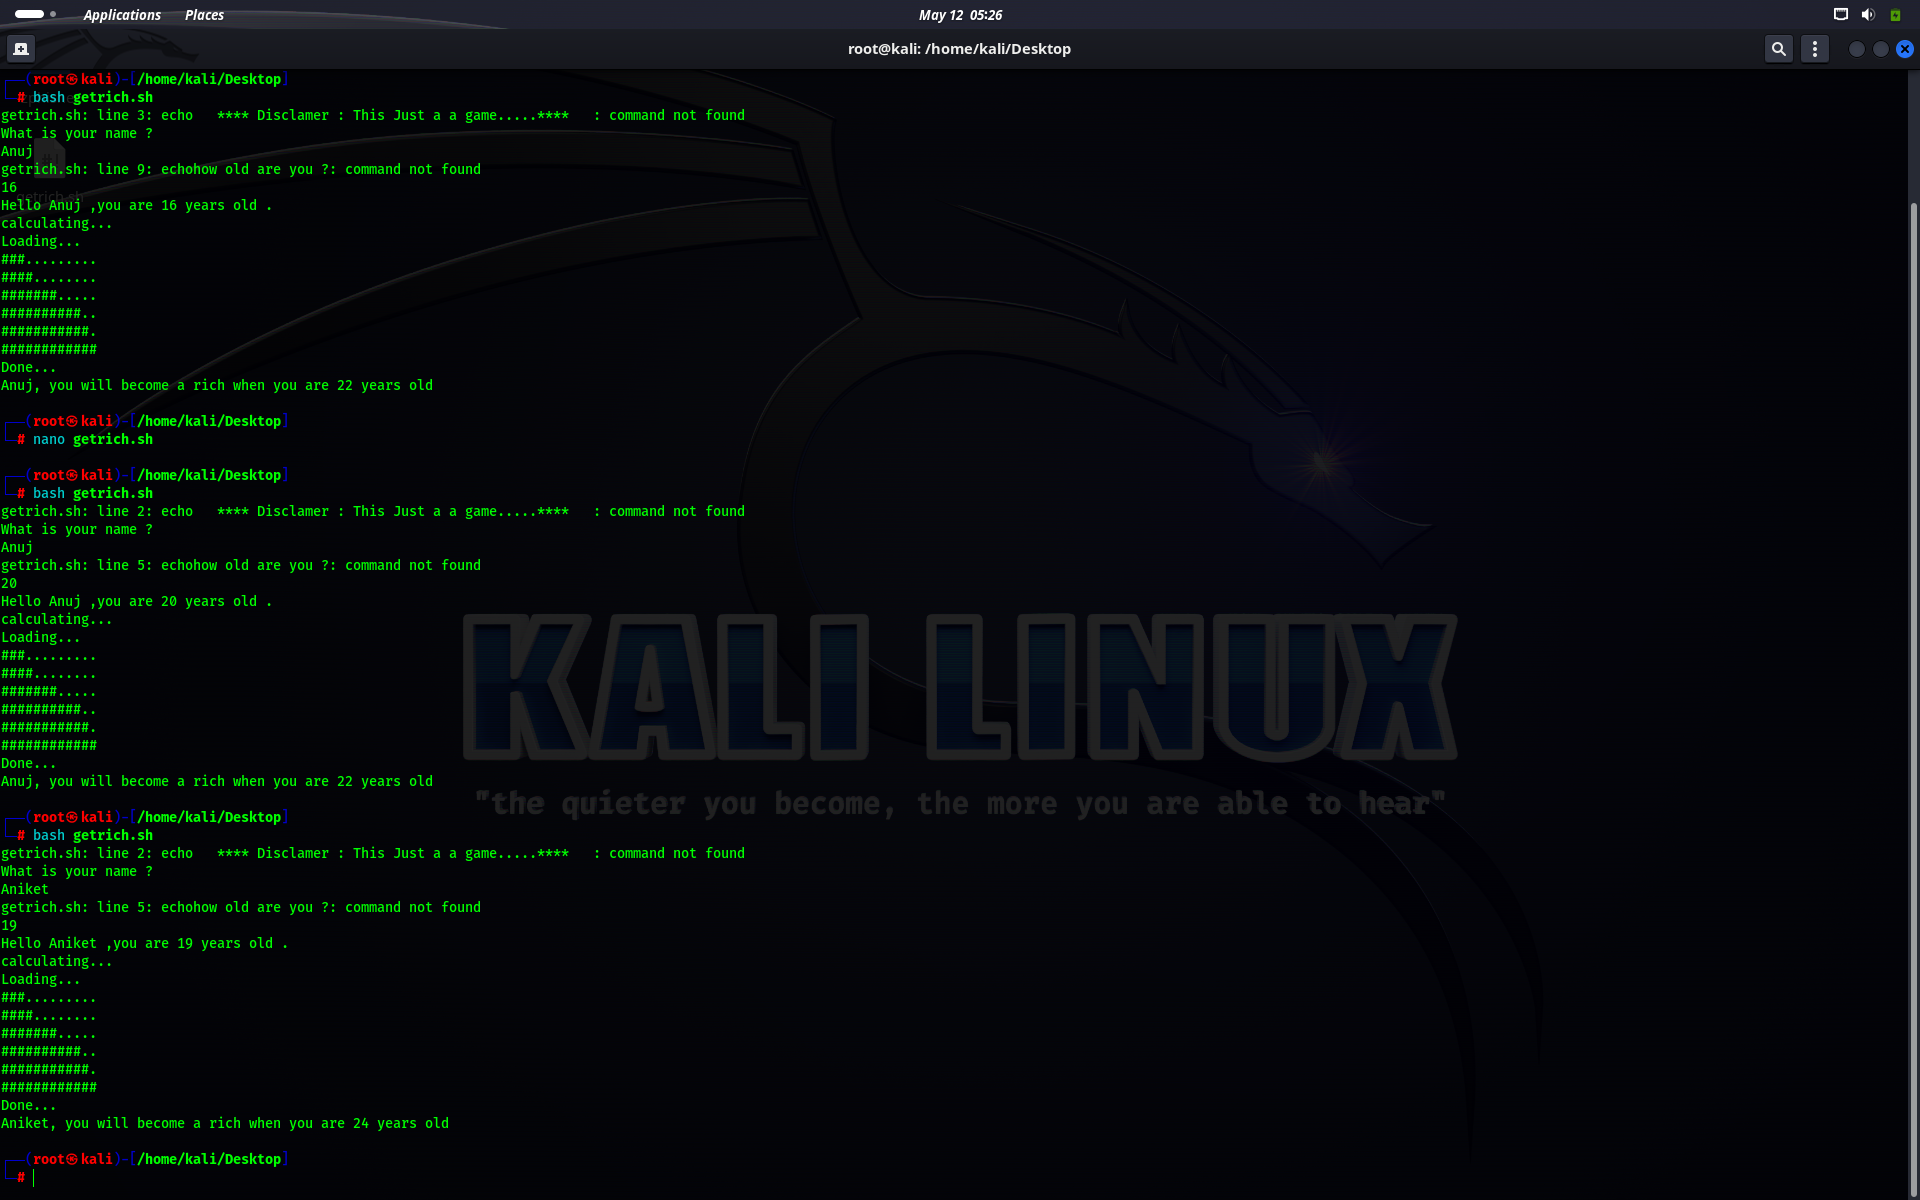 Applications Places May 12 05:26
root@kali: /home/kali/Desktop
┌──(root㉿kali)-[/home/kali/Desktop]
└─# bash getrich.sh
getrich.sh: line 3: echo   **** Disclamer : This Just a a game.....****   : command not found
What is your name ?
Anuj
getrich.sh: line 9: echohow old are you ?: command not found
16
getrich.sh
Hello Anuj ,you are 16 years old .
calculating...
Loading...
###.........
####........
#######.....
##########..
###########.
############
Done...
Anuj, you will become a rich when you are 22 years old
┌──(root㉿kali)-[/home/kali/Desktop]
└─# nano getrich.sh
┌──(root㉿kali)-[/home/kali/Desktop]
└─# bash getrich.sh
getrich.sh: line 2: echo   **** Disclamer : This Just a a game.....****   : command not found
What is your name ?
Anuj
getrich.sh: line 5: echohow old are you ?: command not found
20
Hello Anuj ,you are 20 years old .
calculating...
Loading...
###.........
####........
#######.....
##########..
###########.
############
Done...
Anuj, you will become a rich when you are 22 years old
┌──(root㉿kali)-[/home/kali/Desktop]
└─# bash getrich.sh
getrich.sh: line 2: echo   **** Disclamer : This Just a a game.....****   : command not found
What is your name ?
Aniket
getrich.sh: line 5: echohow old are you ?: command not found
19
Hello Aniket ,you are 19 years old .
calculating...
Loading...
###.........
####........
#######.....
##########..
###########.
############
Done...
Aniket, you will become a rich when you are 24 years old
┌──(root㉿kali)-[/home/kali/Desktop]
└─#
KALI LINUX
"the quieter you become, the more you are able to hear"